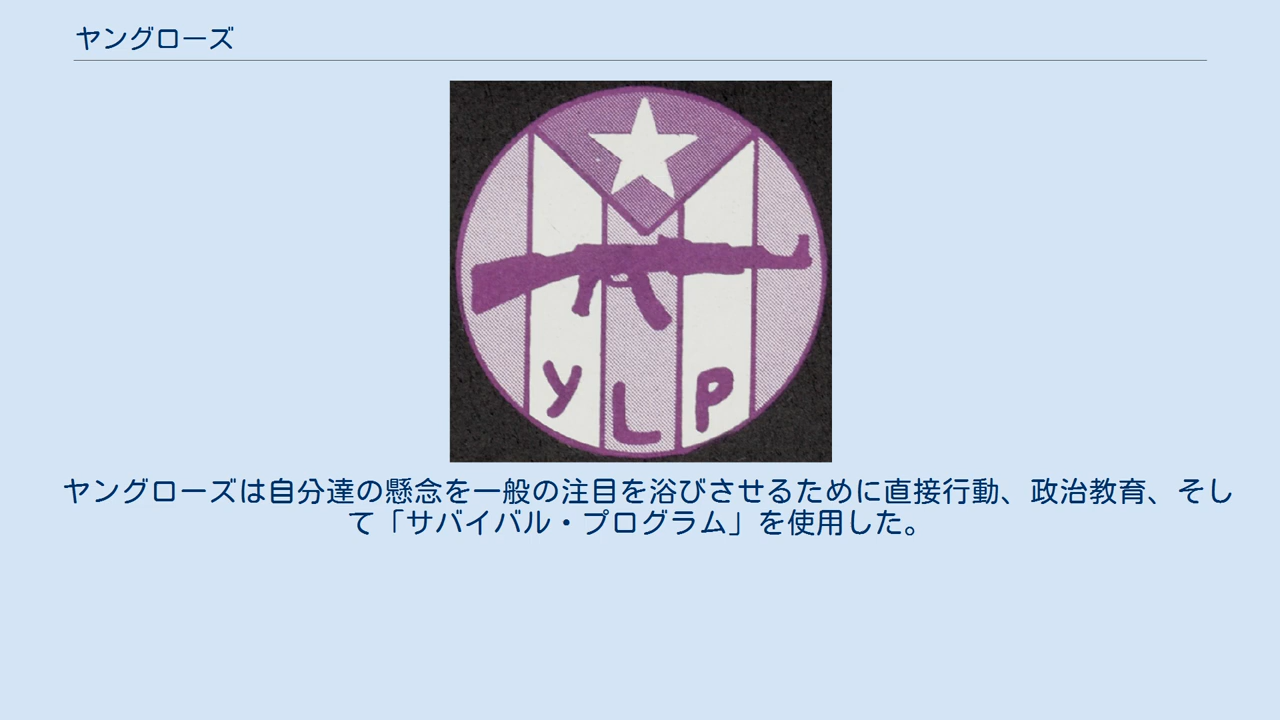 ヤングローズ
Y L P
ヤングローズは自分達の懸念を一般の注目を浴びさせるために直接行動、政治教育、そし
て「サバイバル・プログラム」を使用した。